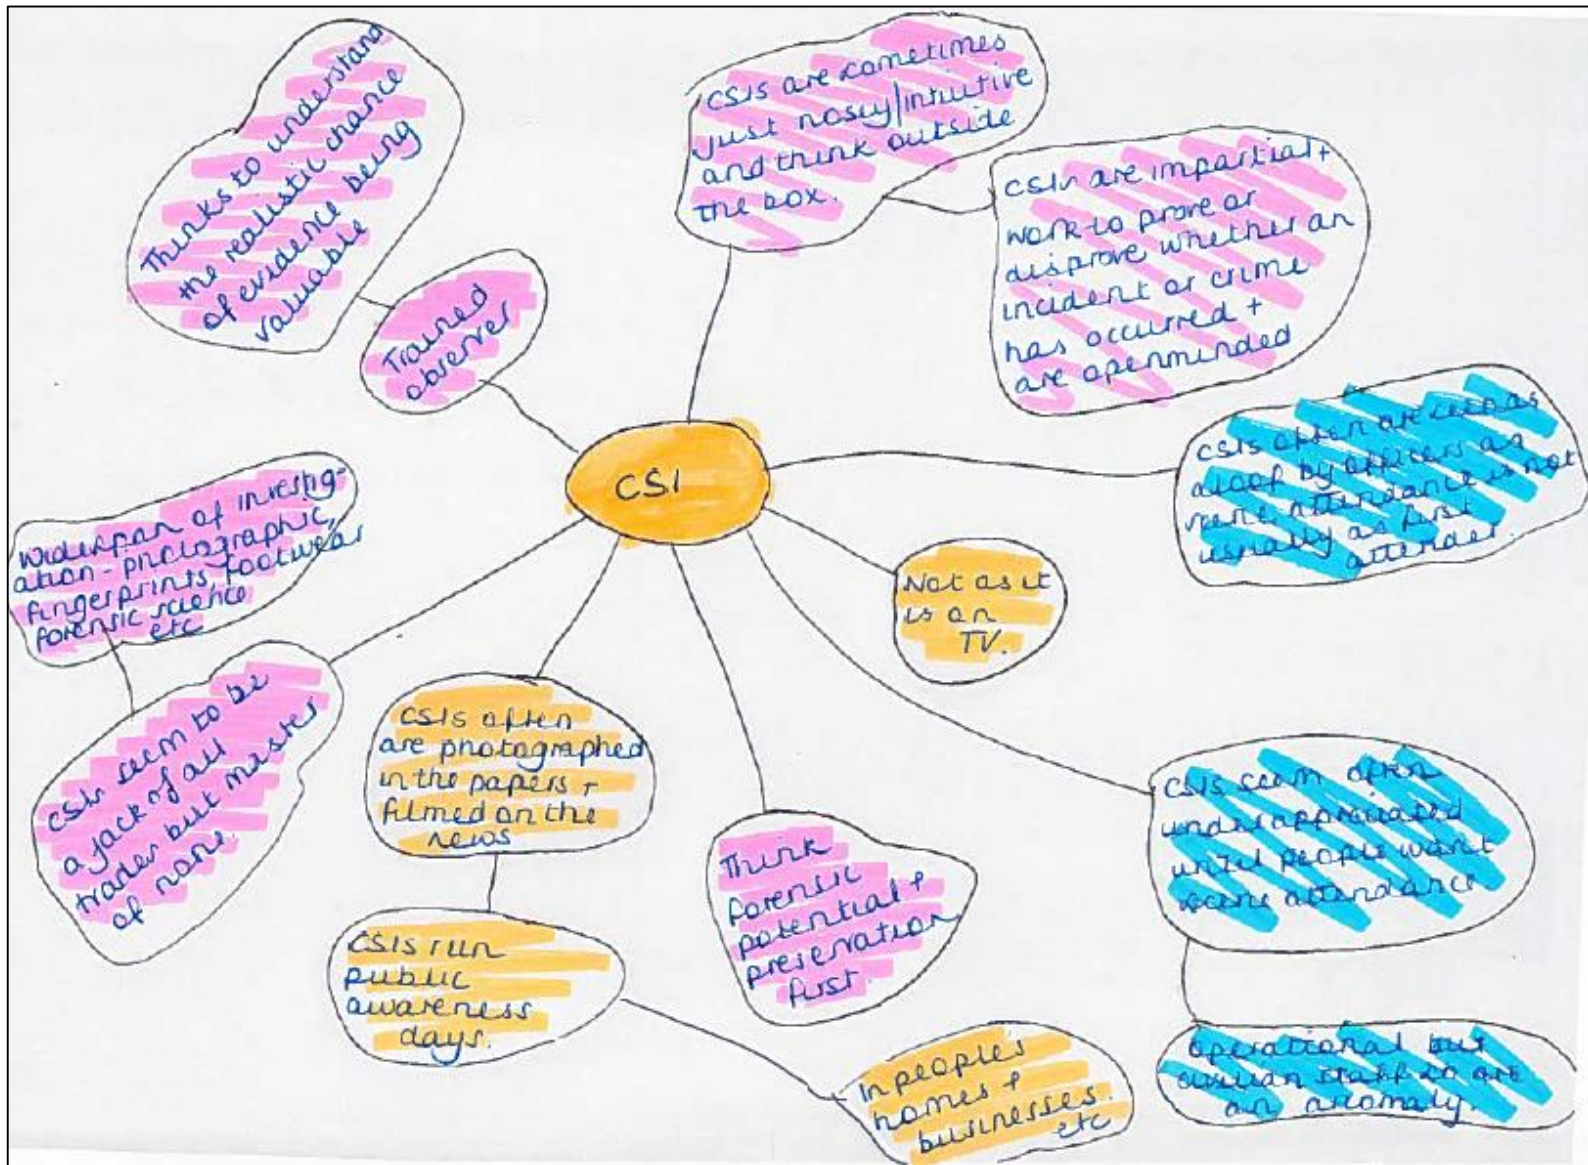 Thinks to understand
the realistic chance
of evidence being
valuable
Trained
observer
CSIs are sometimes
just nosey/intuitive
and think outside
the box.
CSIs are impartial +
work to prove or
disprove whether an
incident or crime
has occurred +
are openminded
CSIs often are seen as
aloof by officers as
scene attendance is not
usually as first
attender.
CSI
Not as it
is on
TV.
Widerspan of investig-
ation - photographic,
fingerprints, footwear
forensic science
etc
CSIs seem to be
a jack of all
trades but master
of none.
CSIs often
are photographed
in the papers +
filmed on the
news
CSIs run
public
awareness
days.
In people's
homes +
businesses.
etc
Think
forensic
potential +
preservation
first.
CSIs seem often
under appreciated
until people want
scene attendance
Operational but
civilian staff so are
an anomaly.